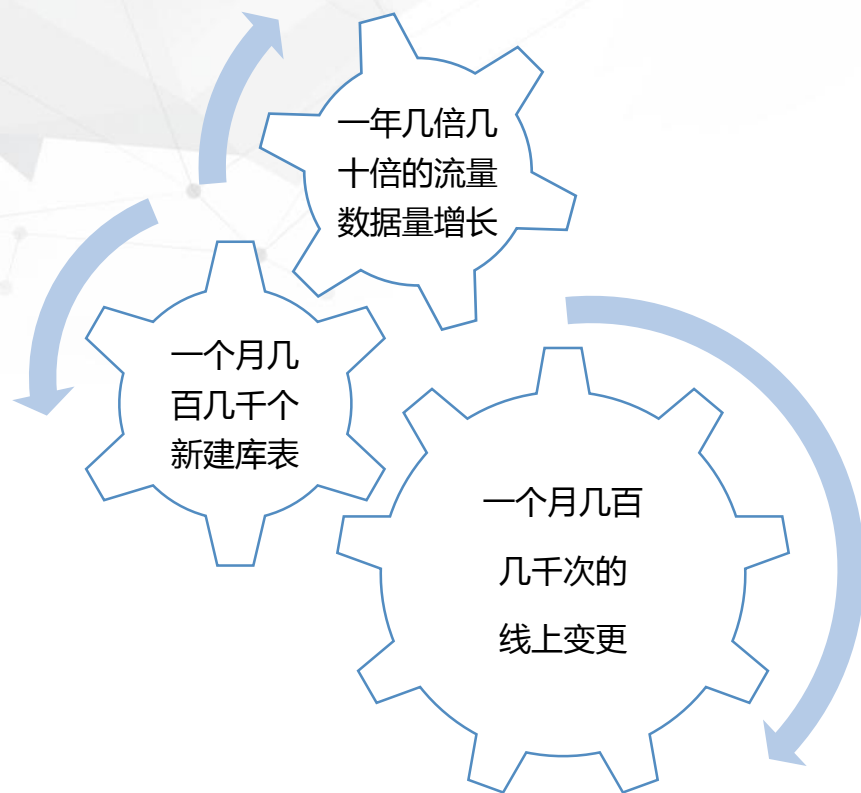 一年几倍几
十倍的流量
数据量增长
一个月几
百几千个
新建库表
一个月几百
几千次的
线上变更